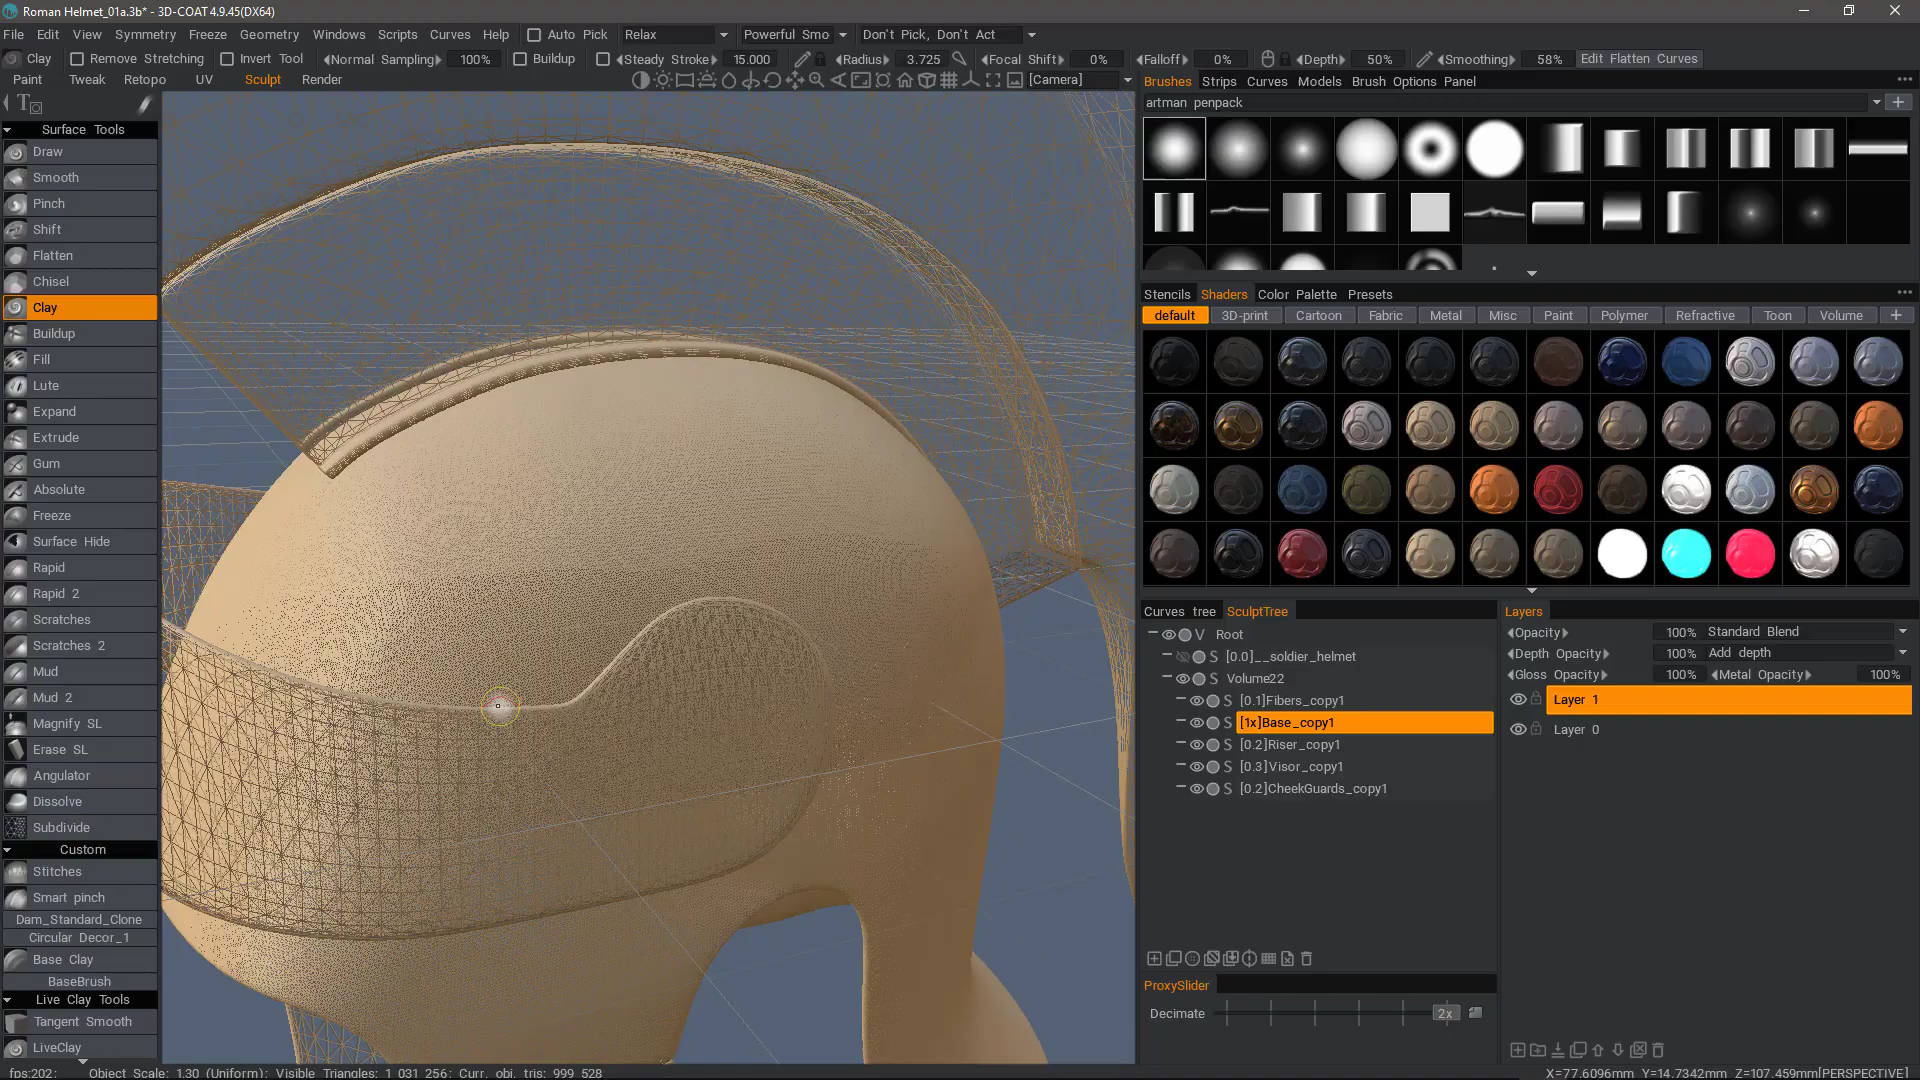 Roman Helmet_01a.3b* - 3D-COAT 4.9.45(DX64)
File Edit View Symmetry Freeze Geometry Windows Scripts Curves Help Auto Pick Relax Powerful Smo Don't Pick, Don't Act
Clay Remove Stretching Invert Tool Normal Sampling 100% Buildup Steady Stroke 15.000 Radius 3.725 Focal Shift 0% Falloff 0% Depth 50% Smoothing 58% Edit Flatten Curves
Paint Tweak Retopo UV Sculpt Render [Camera]
Brushes Strips Curves Models Brush Options Panel
artman penpack
Surface Tools
Draw
Smooth
Pinch
Shift
Flatten
Chisel
Clay
Buildup
Fill
Lute
Expand
Extrude
Gum
Absolute
Freeze
Surface Hide
Rapid
Rapid 2
Scratches
Scratches 2
Mud
Mud 2
Magnify SL
Erase SL
Angulator
Dissolve
Subdivide
Custom
Stitches
Smart pinch
Dam_Standard_Clone
Circular Decor_1
Base Clay
BaseBrush
Live Clay Tools
Tangent Smooth
LiveClay
Stencils Shaders Color Palette Presets
default 3D-print Cartoon Fabric Metal Misc Paint Polymer Refractive Toon Volume
Curves tree SculptTree
V Root
S [0.0]__soldier_helmet
S Volume22
S [0.1]Fibers_copy1
S [1x]Base_copy1
S [0.2]Riser_copy1
S [0.3]Visor_copy1
S [0.2]CheekGuards_copy1
ProxySlider
Decimate 2x
Layers
Opacity 100% Standard Blend
Depth Opacity 100% Add depth
Gloss Opacity 100% Metal Opacity 100%
Layer 1
Layer 0
fps:202; Object Scale: 1.30 (Uniform); Visible Triangles: 1 031 256; Curr. obj. tris: 999 528
X=77.6096mm Y=14.7342mm Z=107.459mm[PERSPECTIVE]